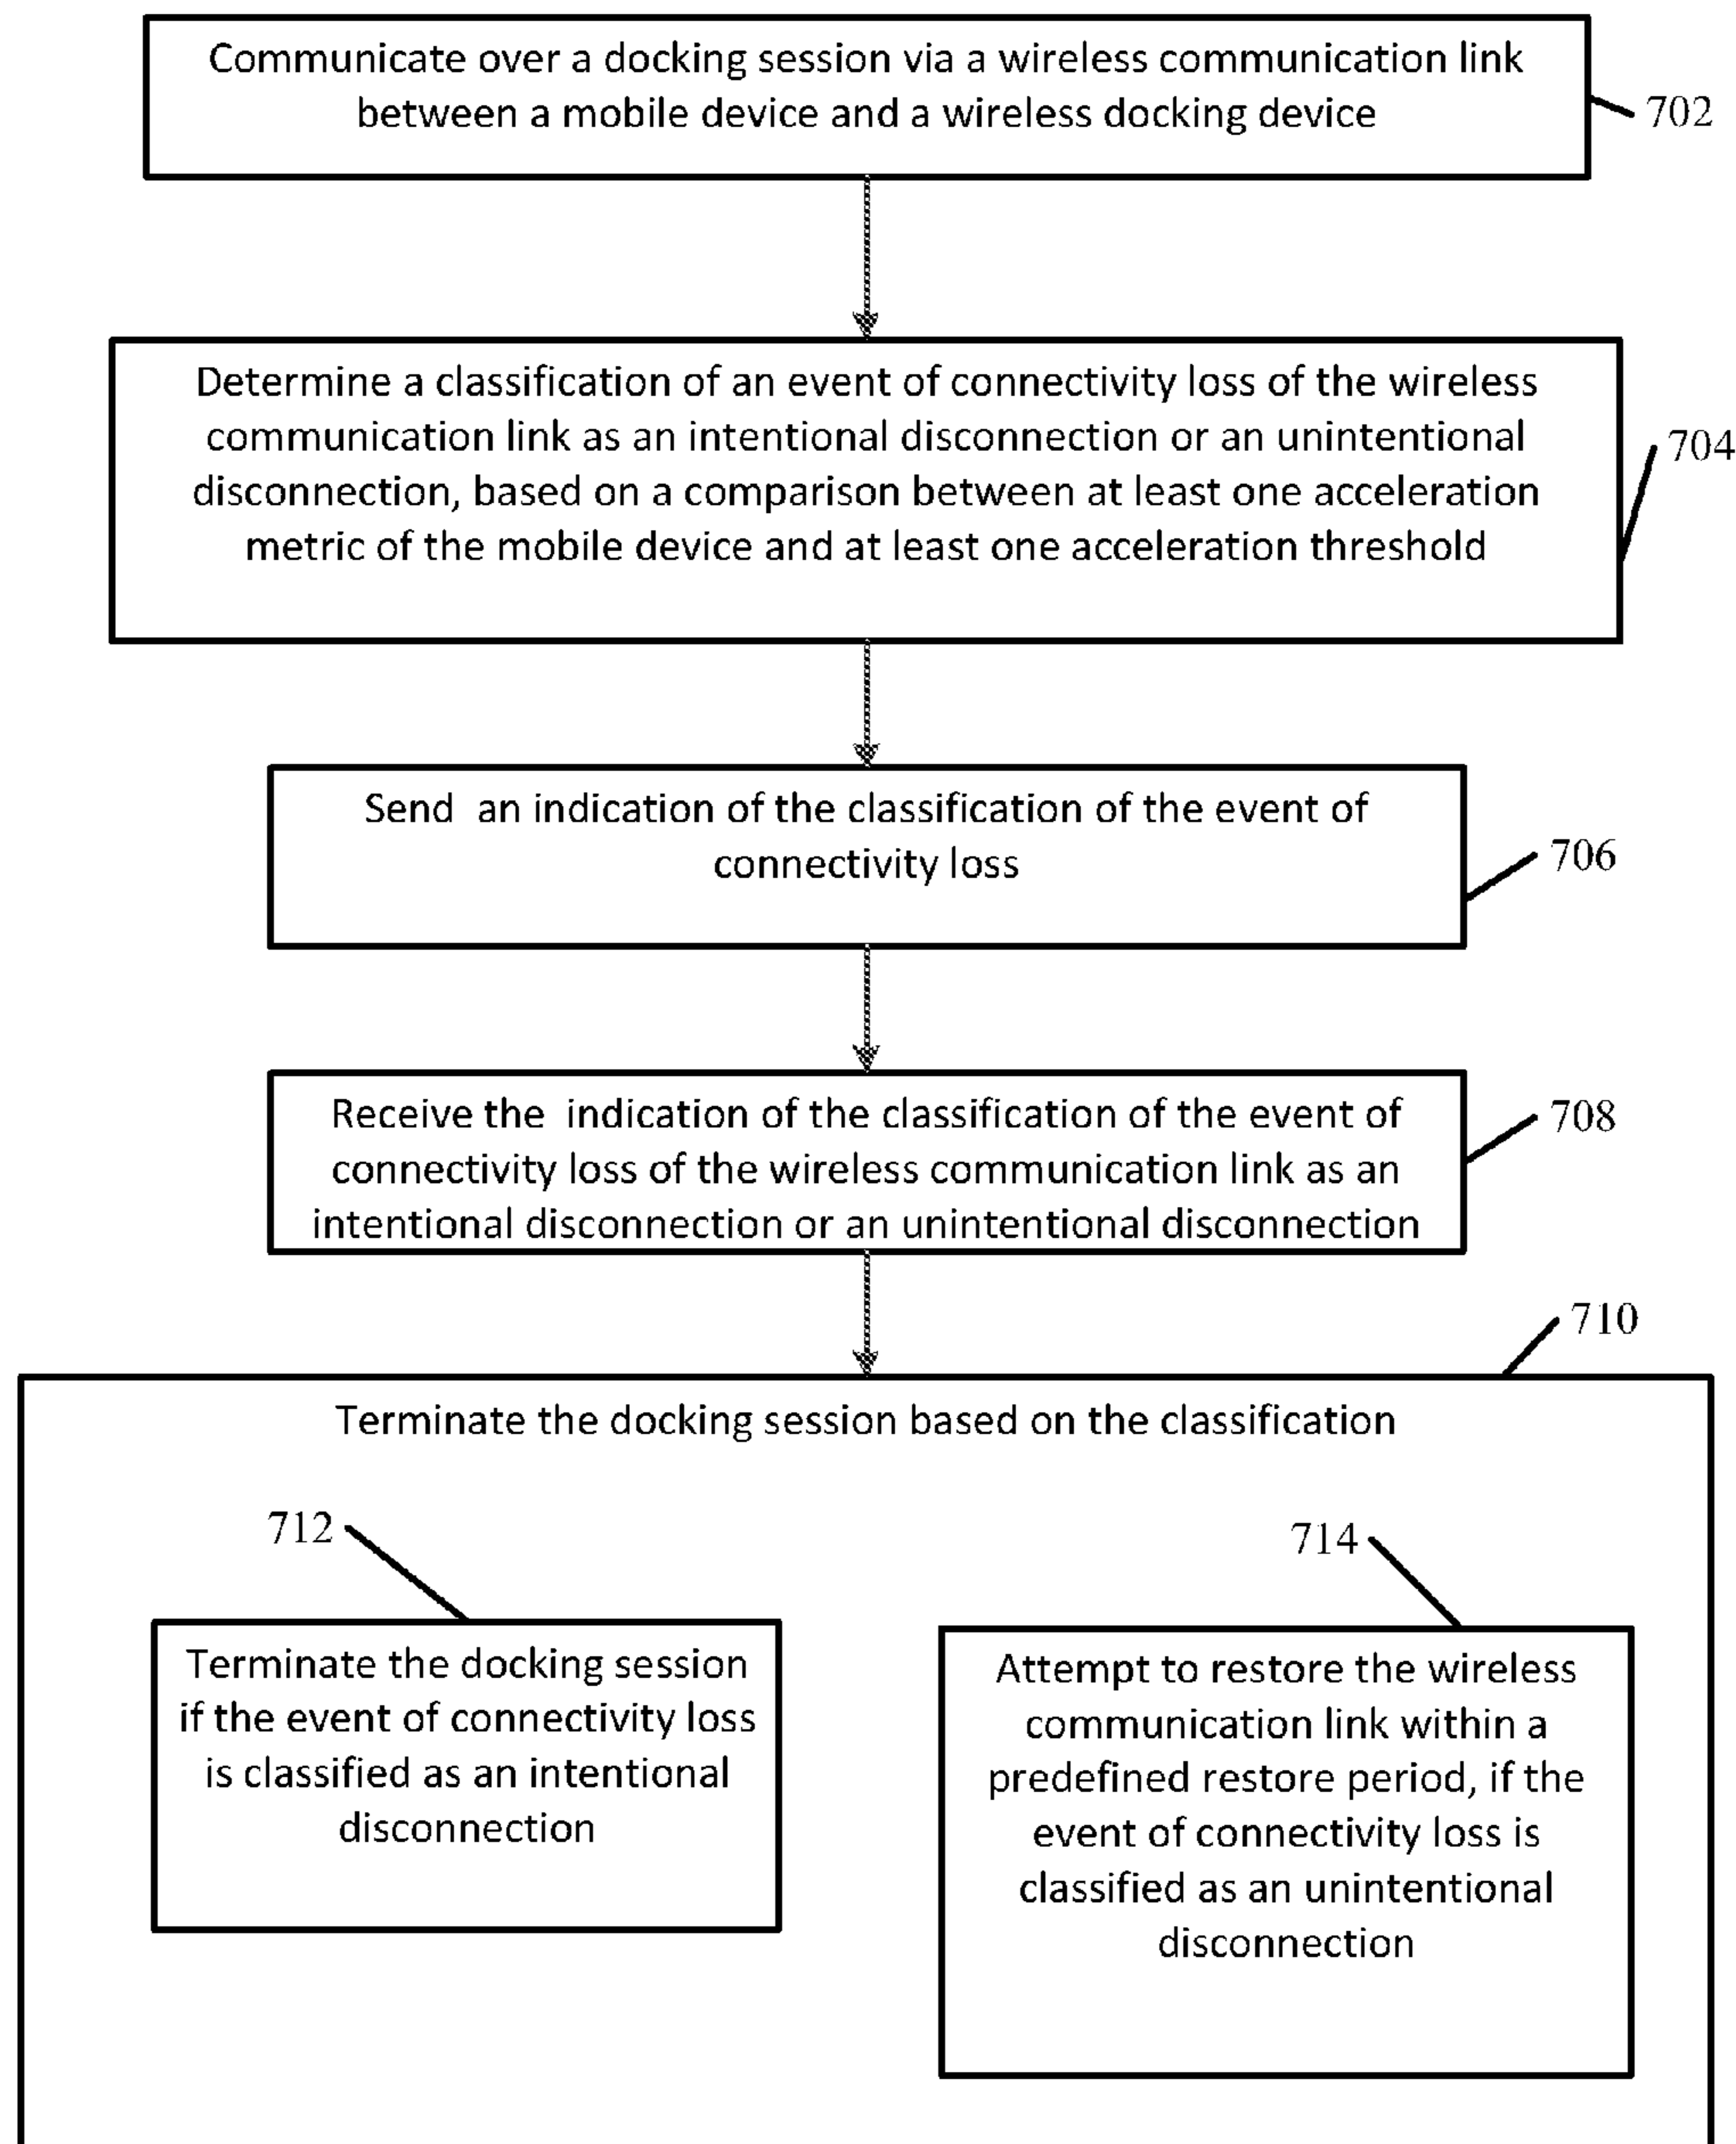 Communicate over a docking session via a wireless communication link
between a mobile device and a wireless docking device
702
Determine a classification of an event of connectivity loss of the wireless
communication link as an intentional disconnection or an unintentional
disconnection, based on a comparison between at least one acceleration
metric of the mobile device and at least one acceleration threshold
704
Send an indication of the classification of the event of
connectivity loss
706
Receive the indication of the classification of the event of
connectivity loss of the wireless communication link as an
intentional disconnection or an unintentional disconnection
708
710
Terminate the docking session based on the classification
712
Terminate the docking session
if the event of connectivity loss
is classified as an intentional
disconnection
714
Attempt to restore the wireless
communication link within a
predefined restore period, if the
event of connectivity loss is
classified as an unintentional
disconnection